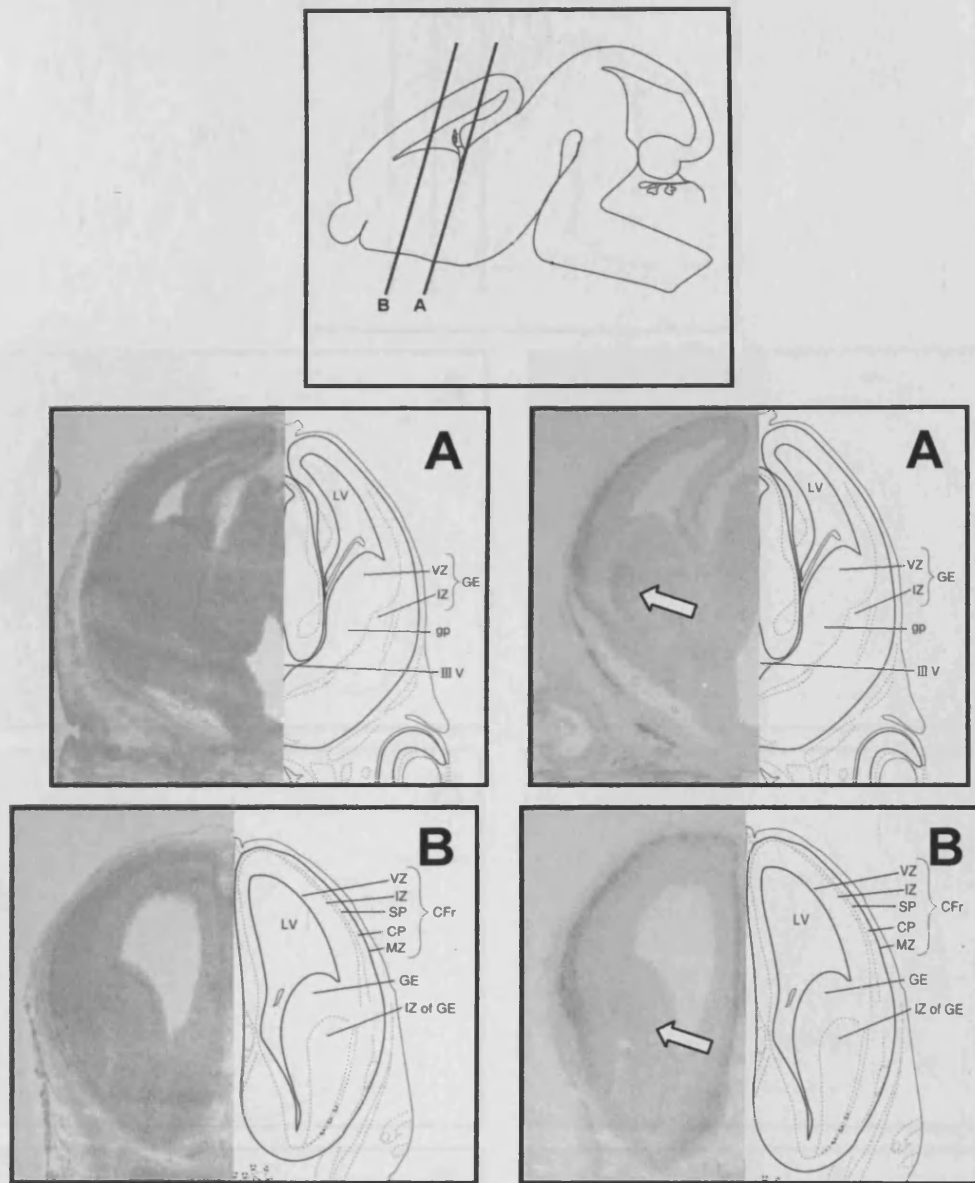 B A
A
LV
VZ
IZ
GE
gp
III V
A
LV
VZ
IZ
GE
gp
III V
B
VZ
IZ
SP
CP
MZ
CFr
LV
GE
IZ of GE
B
VZ
IZ
SP
CP
MZ
CFr
LV
GE
IZ of GE